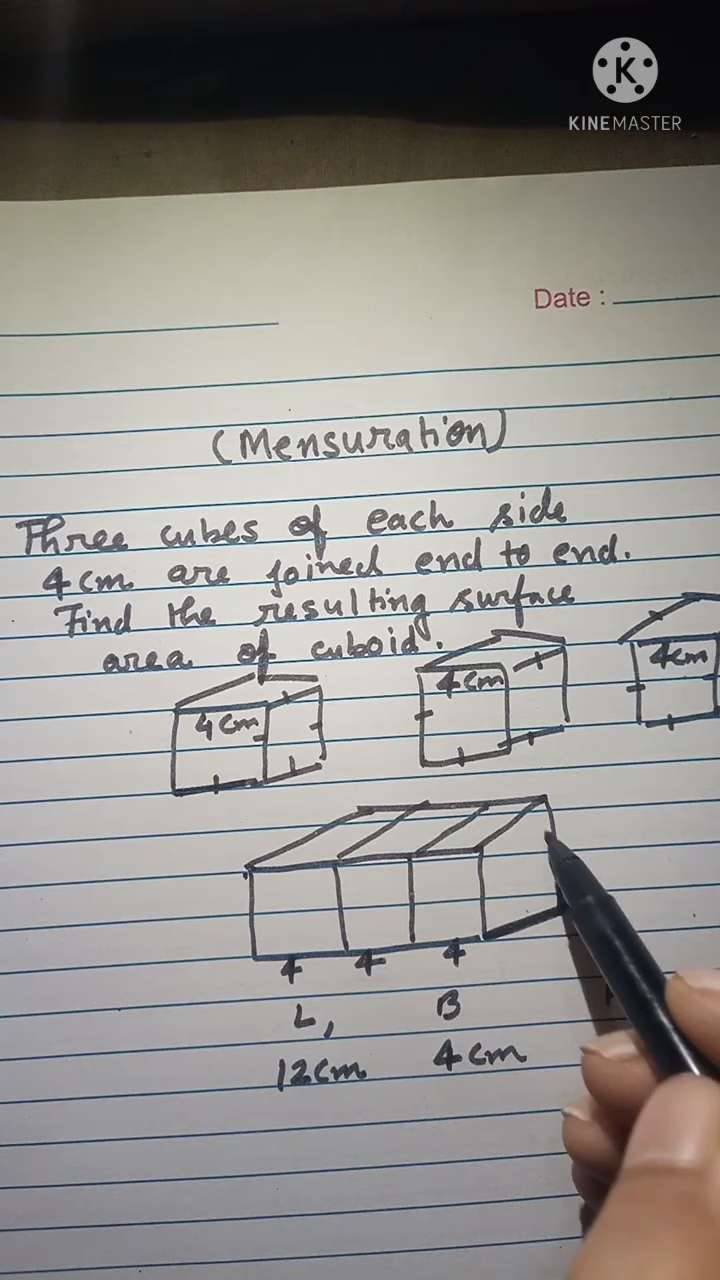 K
KINEMASTER
Date :
(Mensuration)
Three cubes of each side
4cm are joined end to end.
Find the resulting surface
area of cuboid.
4cm 4cm 4cm
4 4 4
L, B
12cm 4cm